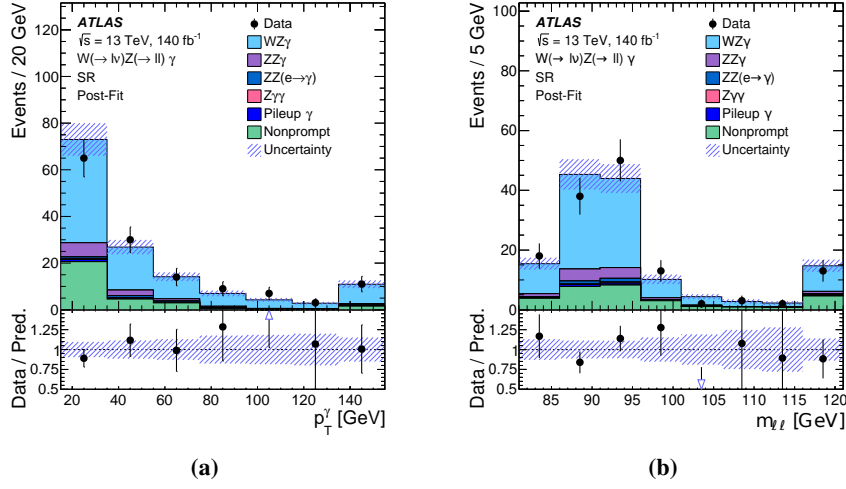 Events / 20 GeV
120
100
80
60
40
20
0
ATLAS
√s = 13 TeV, 140 fb⁻¹
W(→ lν)Z(→ ll) γ
SR
Post-Fit
Data
WZγ
ZZγ
ZZ(e→γ)
Zγγ
Pileup γ
Nonprompt
Uncertainty
Data / Pred.
1.25
1
0.75
0.5
20 40 60 80 100 120 140
p_T^γ [GeV]
(a)
Events / 5 GeV
100
80
60
40
20
0
ATLAS
√s = 13 TeV, 140 fb⁻¹
W(→ lν)Z(→ ll) γ
SR
Post-Fit
Data
WZγ
ZZγ
ZZ(e→γ)
Zγγ
Pileup γ
Nonprompt
Uncertainty
Data / Pred.
1.25
1
0.75
0.5
85 90 95 100 105 110 115 120
m_ℓℓ [GeV]
(b)